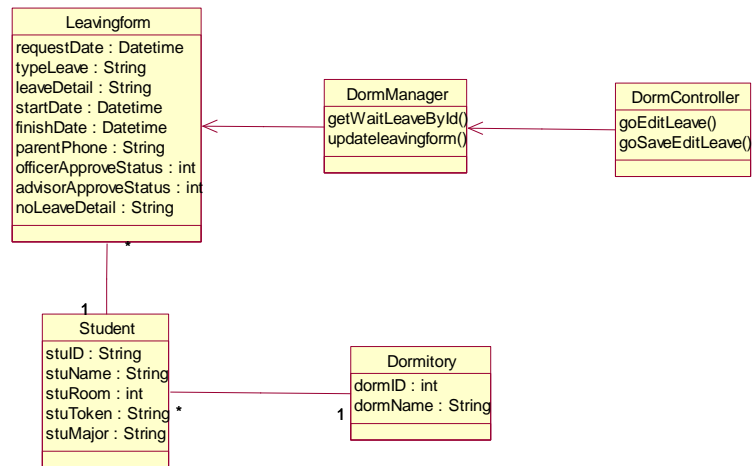 Leavingform
requestDate : Datetime
typeLeave : String
leaveDetail : String
startDate : Datetime
finishDate : Datetime
parentPhone : String
officerApproveStatus : int
advisorApproveStatus : int
noLeaveDetail : String
DormManager
getWaitLeaveById()
updateleavingform()
DormController
goEditLeave()
goSaveEditLeave()
*
1
Student
stuID : String
stuName : String
stuRoom : int
stuToken : String
stuMajor : String
*
1
Dormitory
dormID : int
dormName : String